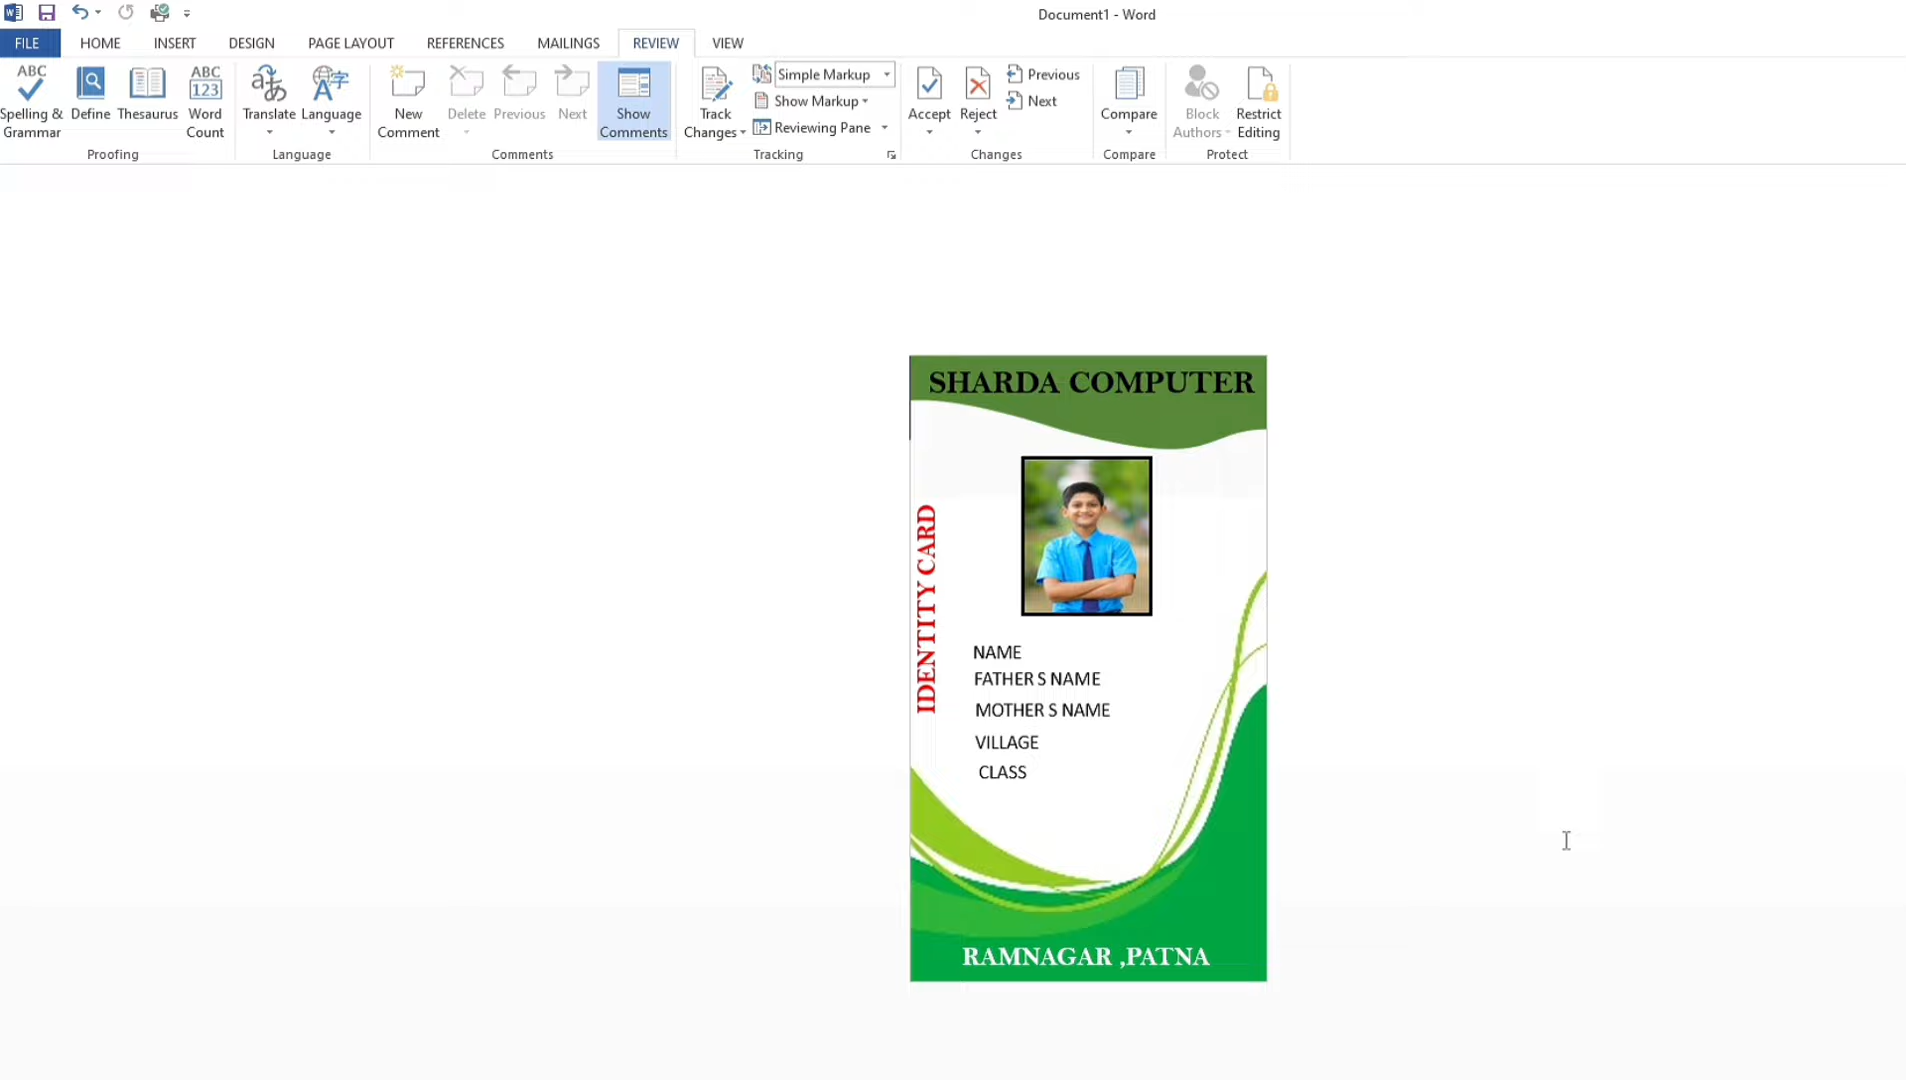 Document1 - Word
FILE HOME INSERT DESIGN PAGE LAYOUT REFERENCES MAILINGS REVIEW VIEW
ABC
Spelling &
Grammar
Define
Thesaurus
ABC
123
Word
Count
Proofing
Translate
Language
Language
New
Comment
Delete
Previous
Next
Show
Comments
Comments
Track
Changes
Simple Markup
Show Markup
Reviewing Pane
Tracking
Accept
Reject
Previous
Next
Changes
Compare
Compare
Block
Authors
Restrict
Editing
Protect
SHARDA COMPUTER
IDENTITY CARD
NAME
FATHER S NAME
MOTHER S NAME
VILLAGE
CLASS
RAMNAGAR ,PATNA